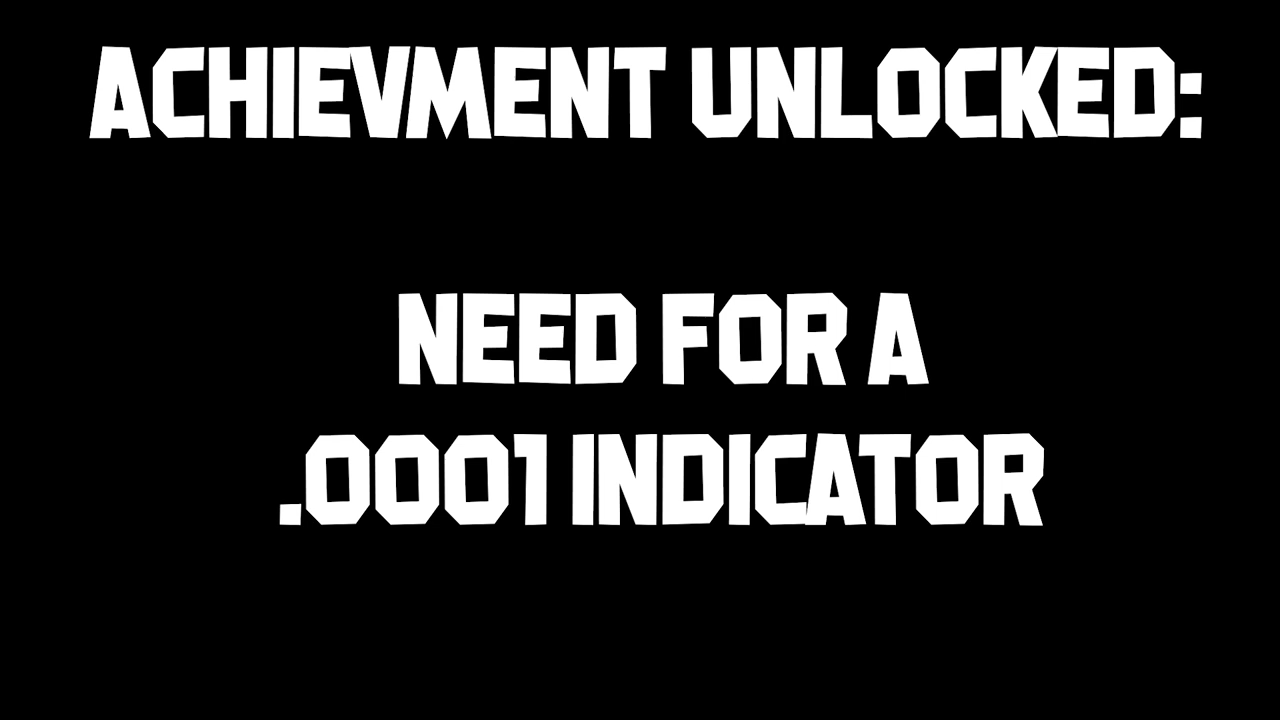 ACHIEVMENT UNLOCKED:
NEED FOR A
.0001 INDICATOR